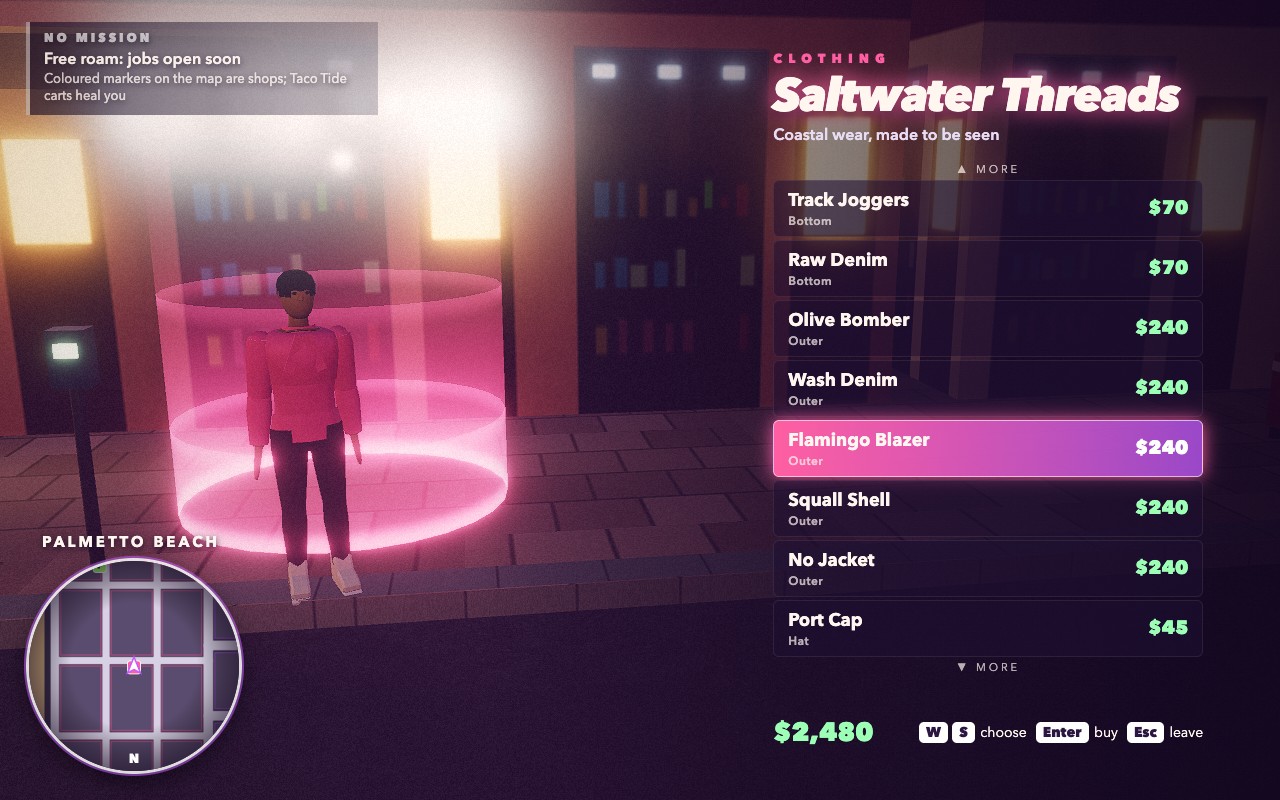 NO MISSION
Free roam: jobs open soon
Coloured markers on the map are shops; Taco Tide
carts heal you
CLOTHING
Saltwater Threads
Coastal wear, made to be seen
▲ MORE
Track Joggers
Bottom
$70
Raw Denim
Bottom
$70
Olive Bomber
Outer
$240
Wash Denim
Outer
$240
Flamingo Blazer
Outer
$240
Squall Shell
Outer
$240
No Jacket
Outer
$240
Port Cap
Hat
$45
▼ MORE
$2,480
W S choose Enter buy Esc leave
PALMETTO BEACH
N